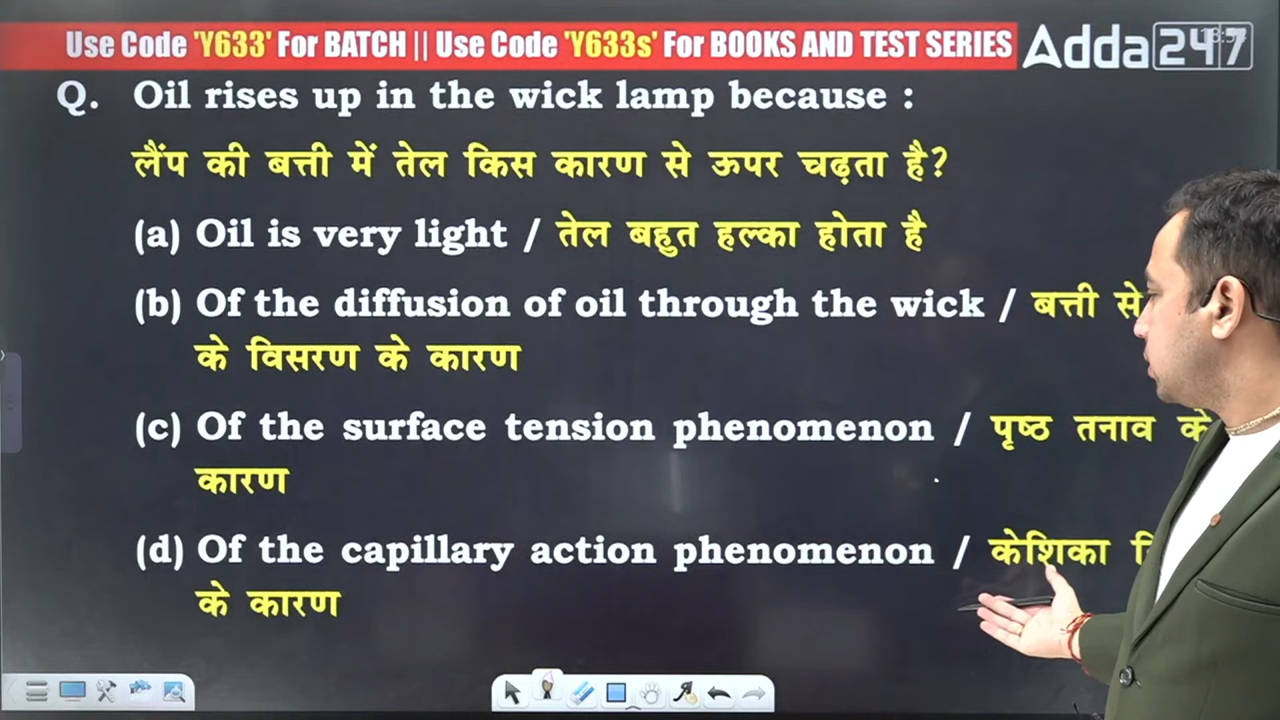 Use Code 'Y633' For BATCH || Use Code 'Y633s' For BOOKS AND TEST SERIES
Adda247
Q. Oil rises up in the wick lamp because :
लैंप की बत्ती में तेल किस कारण से ऊपर चढ़ता है?
(a) Oil is very light / तेल बहुत हल्का होता है
(b) Of the diffusion of oil through the wick / बत्ती से
के विसरण के कारण
(c) Of the surface tension phenomenon / पृष्ठ तनाव के
कारण
(d) Of the capillary action phenomenon / केशिका
के कारण